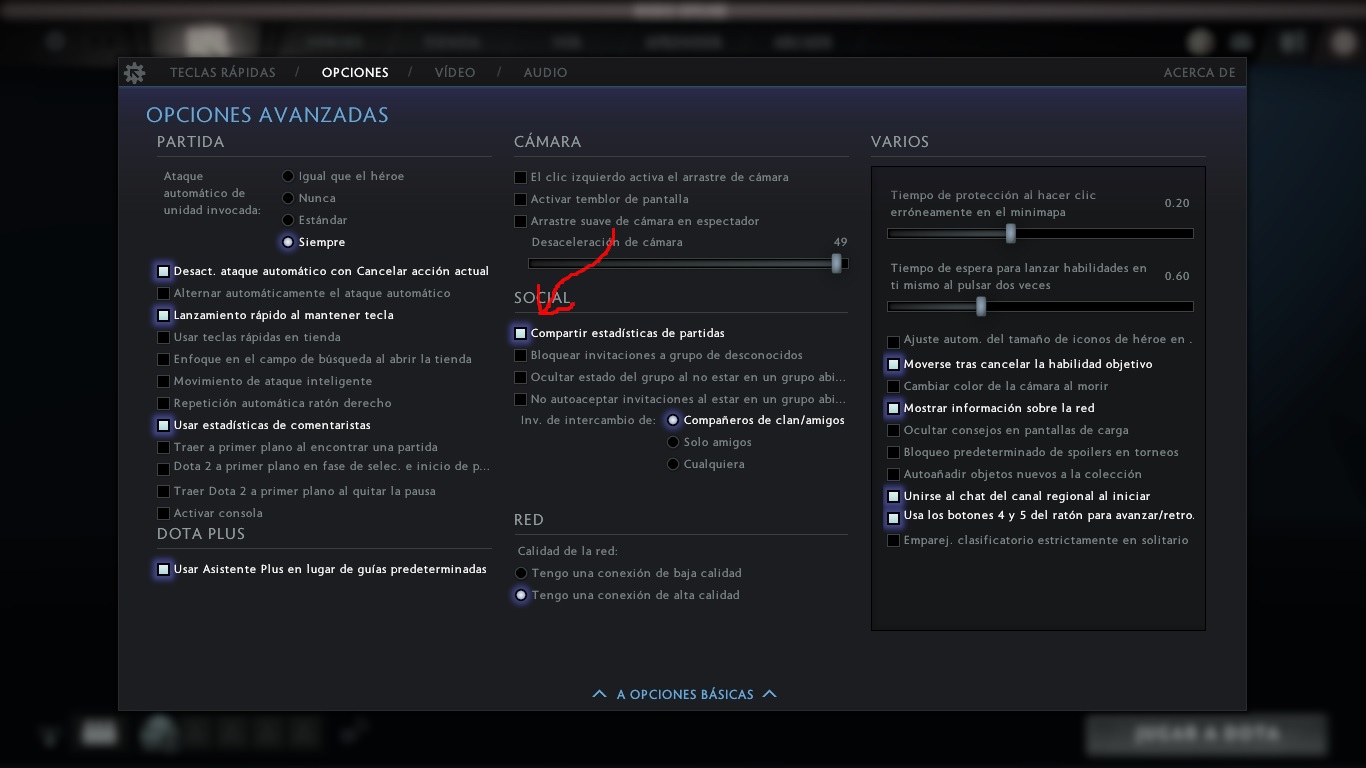 TECLAS RÁPIDAS / OPCIONES / VÍDEO / AUDIO
ACERCA DE
OPCIONES AVANZADAS
PARTIDA
Ataque
automático de
unidad invocada:
Igual que el héroe
Nunca
Estándar
Siempre
Desact. ataque automático con Cancelar acción actual
Alternar automáticamente el ataque automático
Lanzamiento rápido al mantener tecla
Usar teclas rápidas en tienda
Enfoque en el campo de búsqueda al abrir la tienda
Movimiento de ataque inteligente
Repetición automática ratón derecho
Usar estadísticas de comentaristas
Traer a primer plano al encontrar una partida
Dota 2 a primer plano en fase de selec. e inicio de p...
Traer Dota 2 a primer plano al quitar la pausa
Activar consola
DOTA PLUS
Usar Asistente Plus en lugar de guías predeterminadas
CÁMARA
El clic izquierdo activa el arrastre de cámara
Activar temblor de pantalla
Arrastre suave de cámara en espectador
Desaceleración de cámara 49
SOCIAL
Compartir estadísticas de partidas
Bloquear invitaciones a grupo de desconocidos
Ocultar estado del grupo al no estar en un grupo abi...
No autoaceptar invitaciones al estar en un grupo abi...
Inv. de intercambio de:
Compañeros de clan/amigos
Solo amigos
Cualquiera
RED
Calidad de la red:
Tengo una conexión de baja calidad
Tengo una conexión de alta calidad
VARIOS
Tiempo de protección al hacer clic
erróneamente en el minimapa
0.20
Tiempo de espera para lanzar habilidades en
ti mismo al pulsar dos veces
0.60
Ajuste autom. del tamaño de iconos de héroe en .
Moverse tras cancelar la habilidad objetivo
Cambiar color de la cámara al morir
Mostrar información sobre la red
Ocultar consejos en pantallas de carga
Bloqueo predeterminado de spoilers en torneos
Autoañadir objetos nuevos a la colección
Unirse al chat del canal regional al iniciar
Usa los botones 4 y 5 del ratón para avanzar/retro.
Emparej. clasificatorio estrictamente en solitario
A OPCIONES BÁSICAS
JUGAR A DOTA